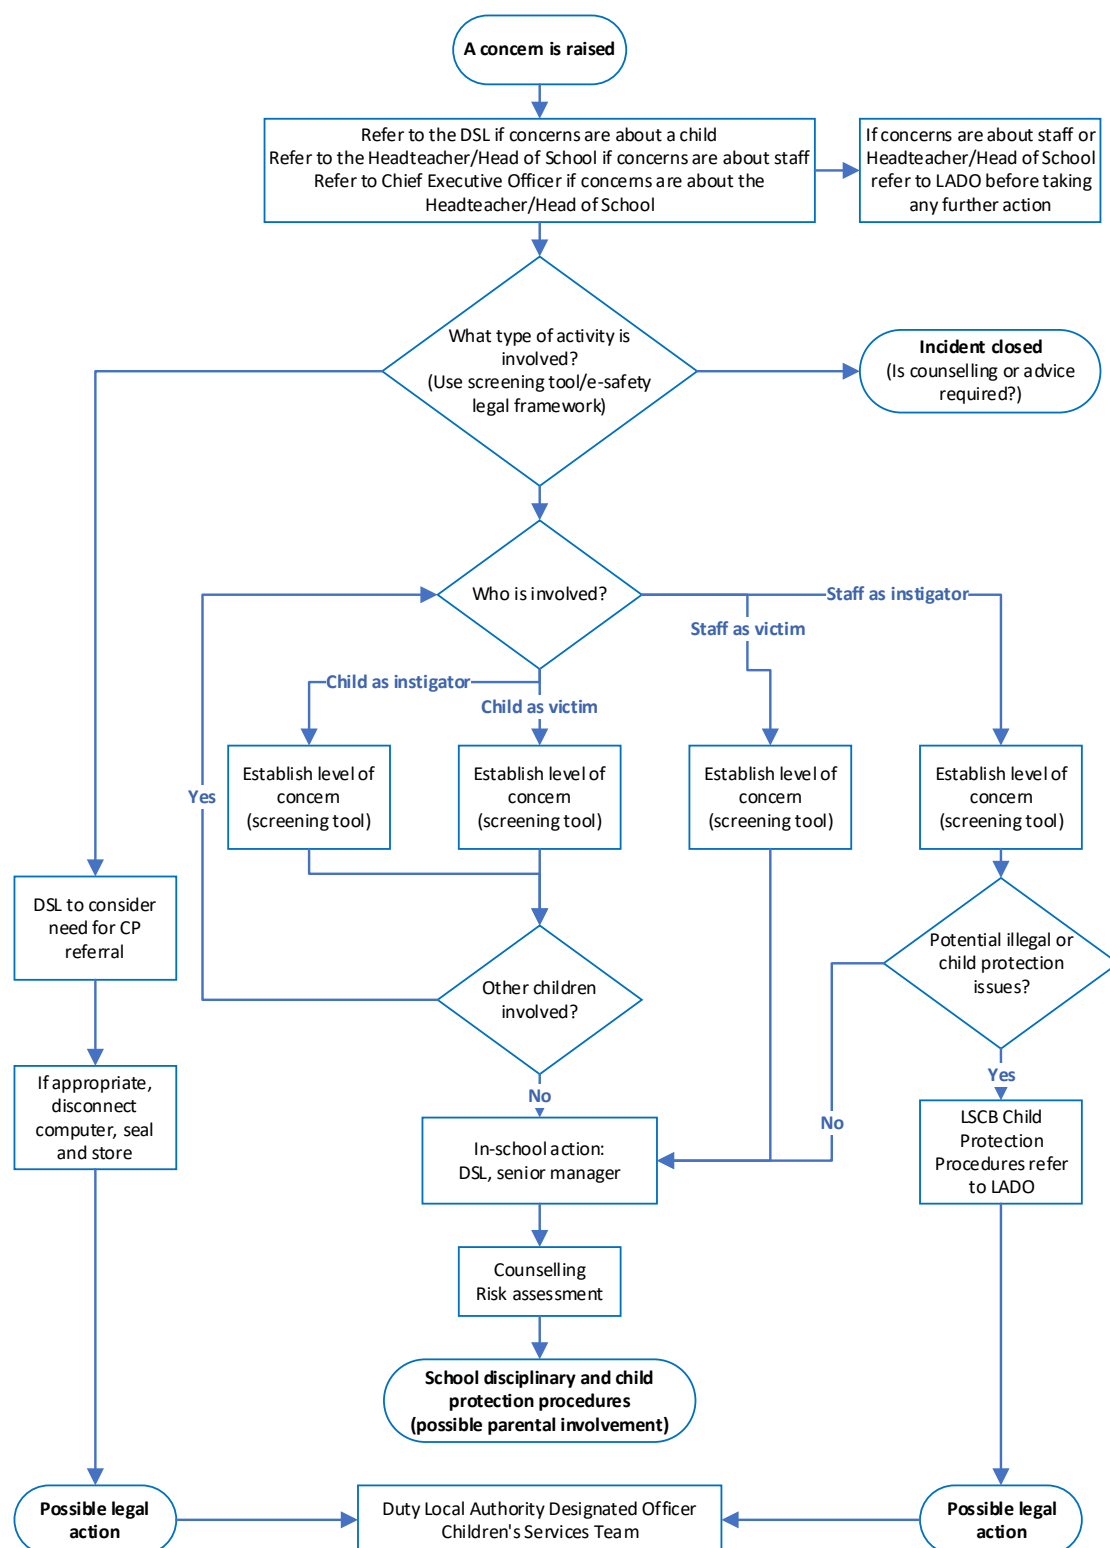 A concern is raised
Refer to the DSL if concerns are about a child
Refer to the Headteacher/Head of School if concerns are about staff
Refer to Chief Executive Officer if concerns are about the
Headteacher/Head of School
If concerns are about staff or
Headteacher/Head of School
refer to LADO before taking
any further action
What type of activity is
involved?
(Use screening tool/e-safety
legal framework)
Incident closed
(Is counselling or advice
required?)
Who is involved?
Staff as instigator
Staff as victim
Child as instigator
Child as victim
Establish level of
concern
(screening tool)
Establish level of
concern
(screening tool)
Establish level of
concern
(screening tool)
Establish level of
concern
(screening tool)
Yes
DSL to consider
need for CP
referral
Other children
involved?
Potential illegal or
child protection
issues?
If appropriate,
disconnect
computer, seal
and store
No
Yes
No
In-school action:
DSL, senior manager
LSCB Child
Protection
Procedures refer
to LADO
Counselling
Risk assessment
School disciplinary and child
protection procedures
(possible parental involvement)
Possible legal
action
Duty Local Authority Designated Officer
Children's Services Team
Possible legal
action